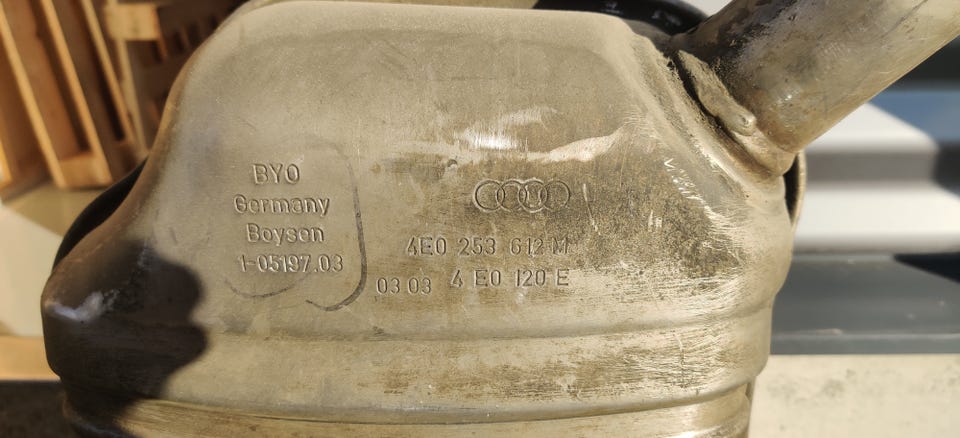 BYO
Germany
Boysen
1-05197.03
4E0 253 612 M
03 03 4 E0 120 E